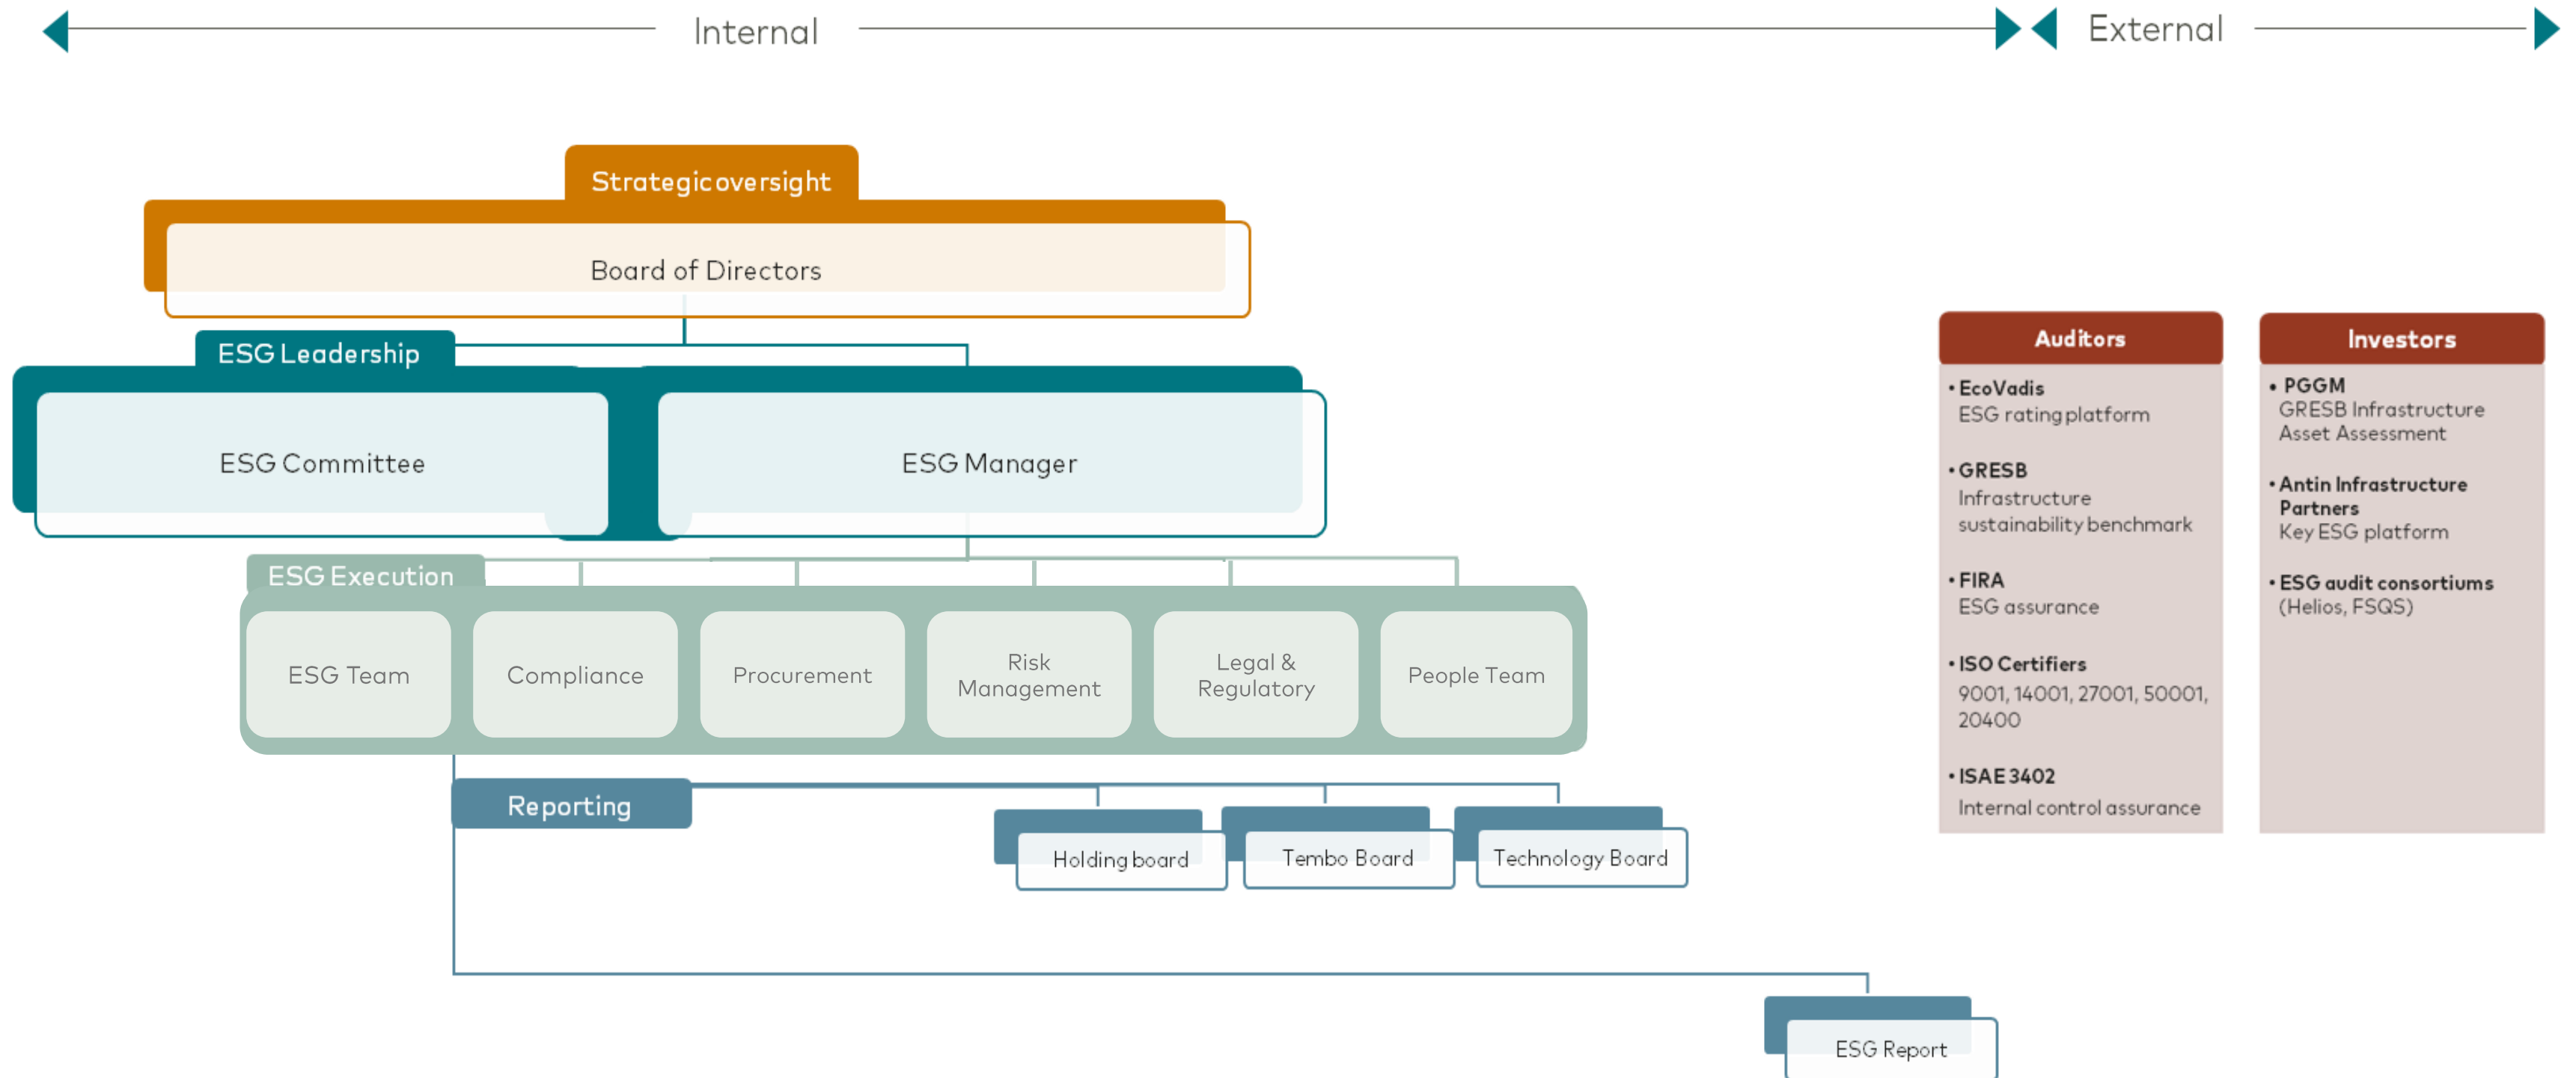 Internal
External
Strategic oversight
Board of Directors
ESG Leadership
ESG Committee
ESG Manager
ESG Execution
ESG Team
Compliance
Procurement
Risk
Management
Legal &
Regulatory
People Team
Reporting
Holding board
Tembo Board
Technology Board
ESG Report
Auditors
• EcoVadis
ESG rating platform
• GRESB
Infrastructure
sustainability benchmark
• FIRA
ESG assurance
• ISO Certifiers
9001, 14001, 27001, 50001,
20400
• ISAE 3402
Internal control assurance
Investors
• PGGM
GRESB Infrastructure
Asset Assessment
• Antin Infrastructure
Partners
Key ESG platform
• ESG audit consortiums
(Helios, FSQS)